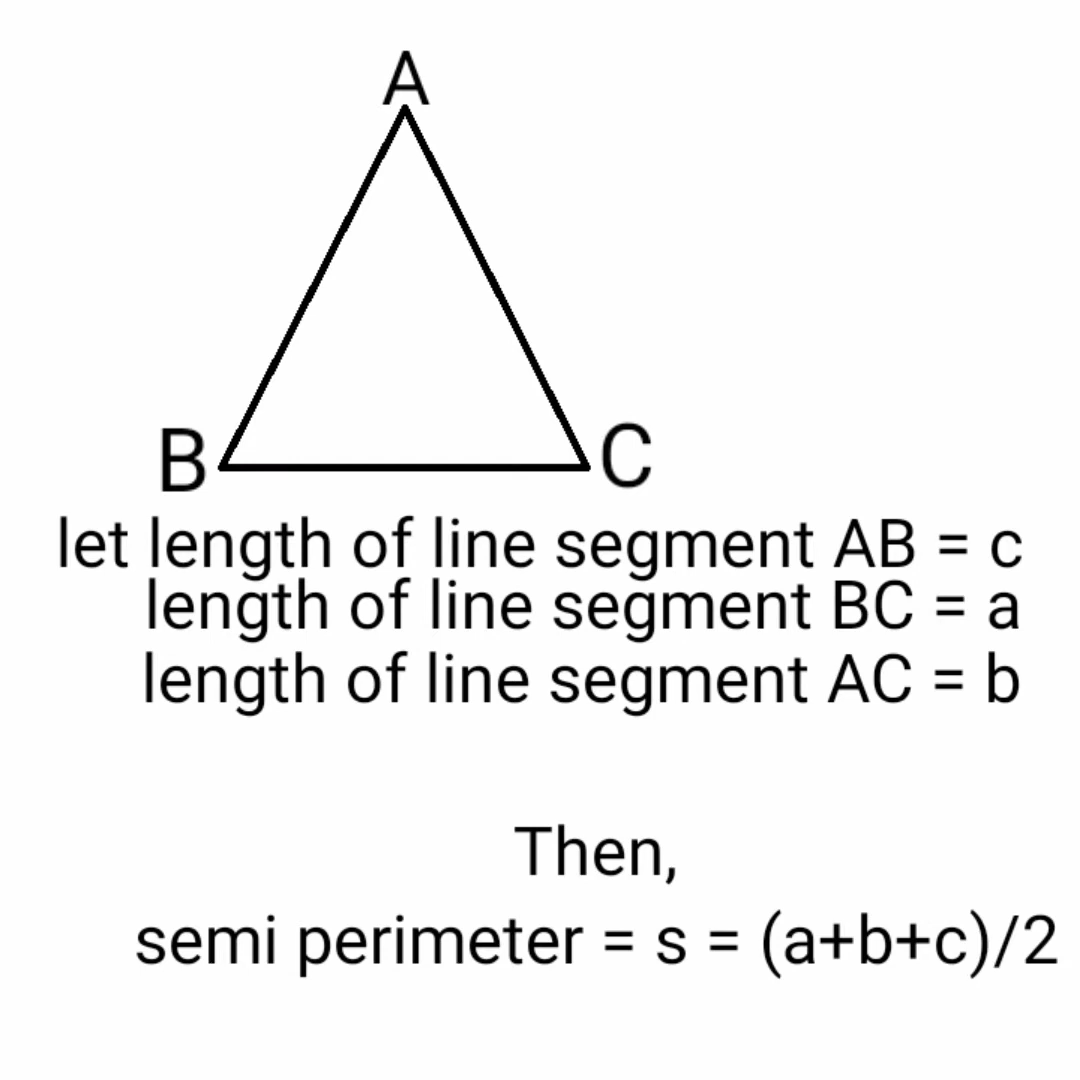 A
B C
let length of line segment AB = c
length of line segment BC = a
length of line segment AC = b
Then,
semi perimeter = s = (a+b+c)/2